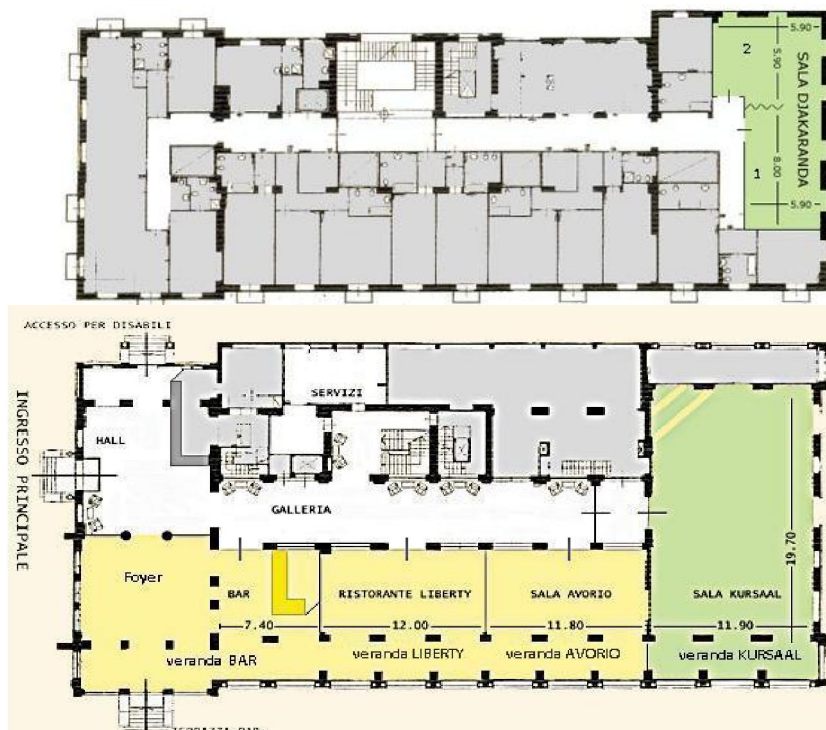 5.90
2
5.90
SALA DJAKARANDA
8.00
1
5.90
ACCESSO PER DISABILI
INGRESSO PRINCIPALE
SERVIZI
HALL
GALLERIA
19.70
Foyer
BAR
RISTORANTE LIBERTY
SALA AVORIO
SALA KURSAAL
7.40
12.00
11.80
11.90
veranda BAR
veranda LIBERTY
veranda AVORIO
veranda KURSAAL